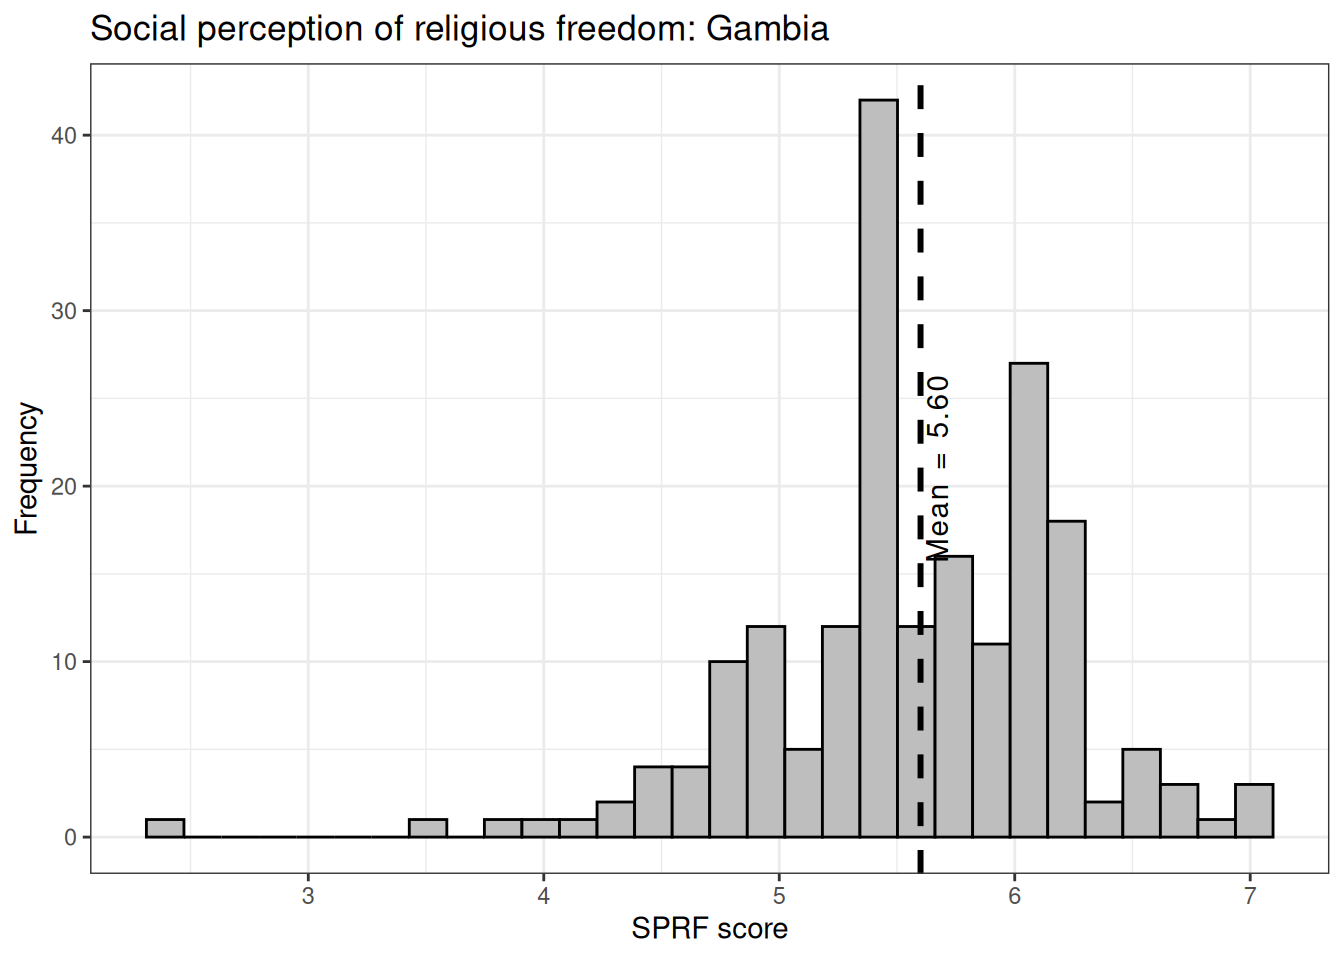 Social perception of religious freedom: Gambia
40
30
20
10
0
Frequency
Mean = 5.60
3 4 5 6 7
SPRF score